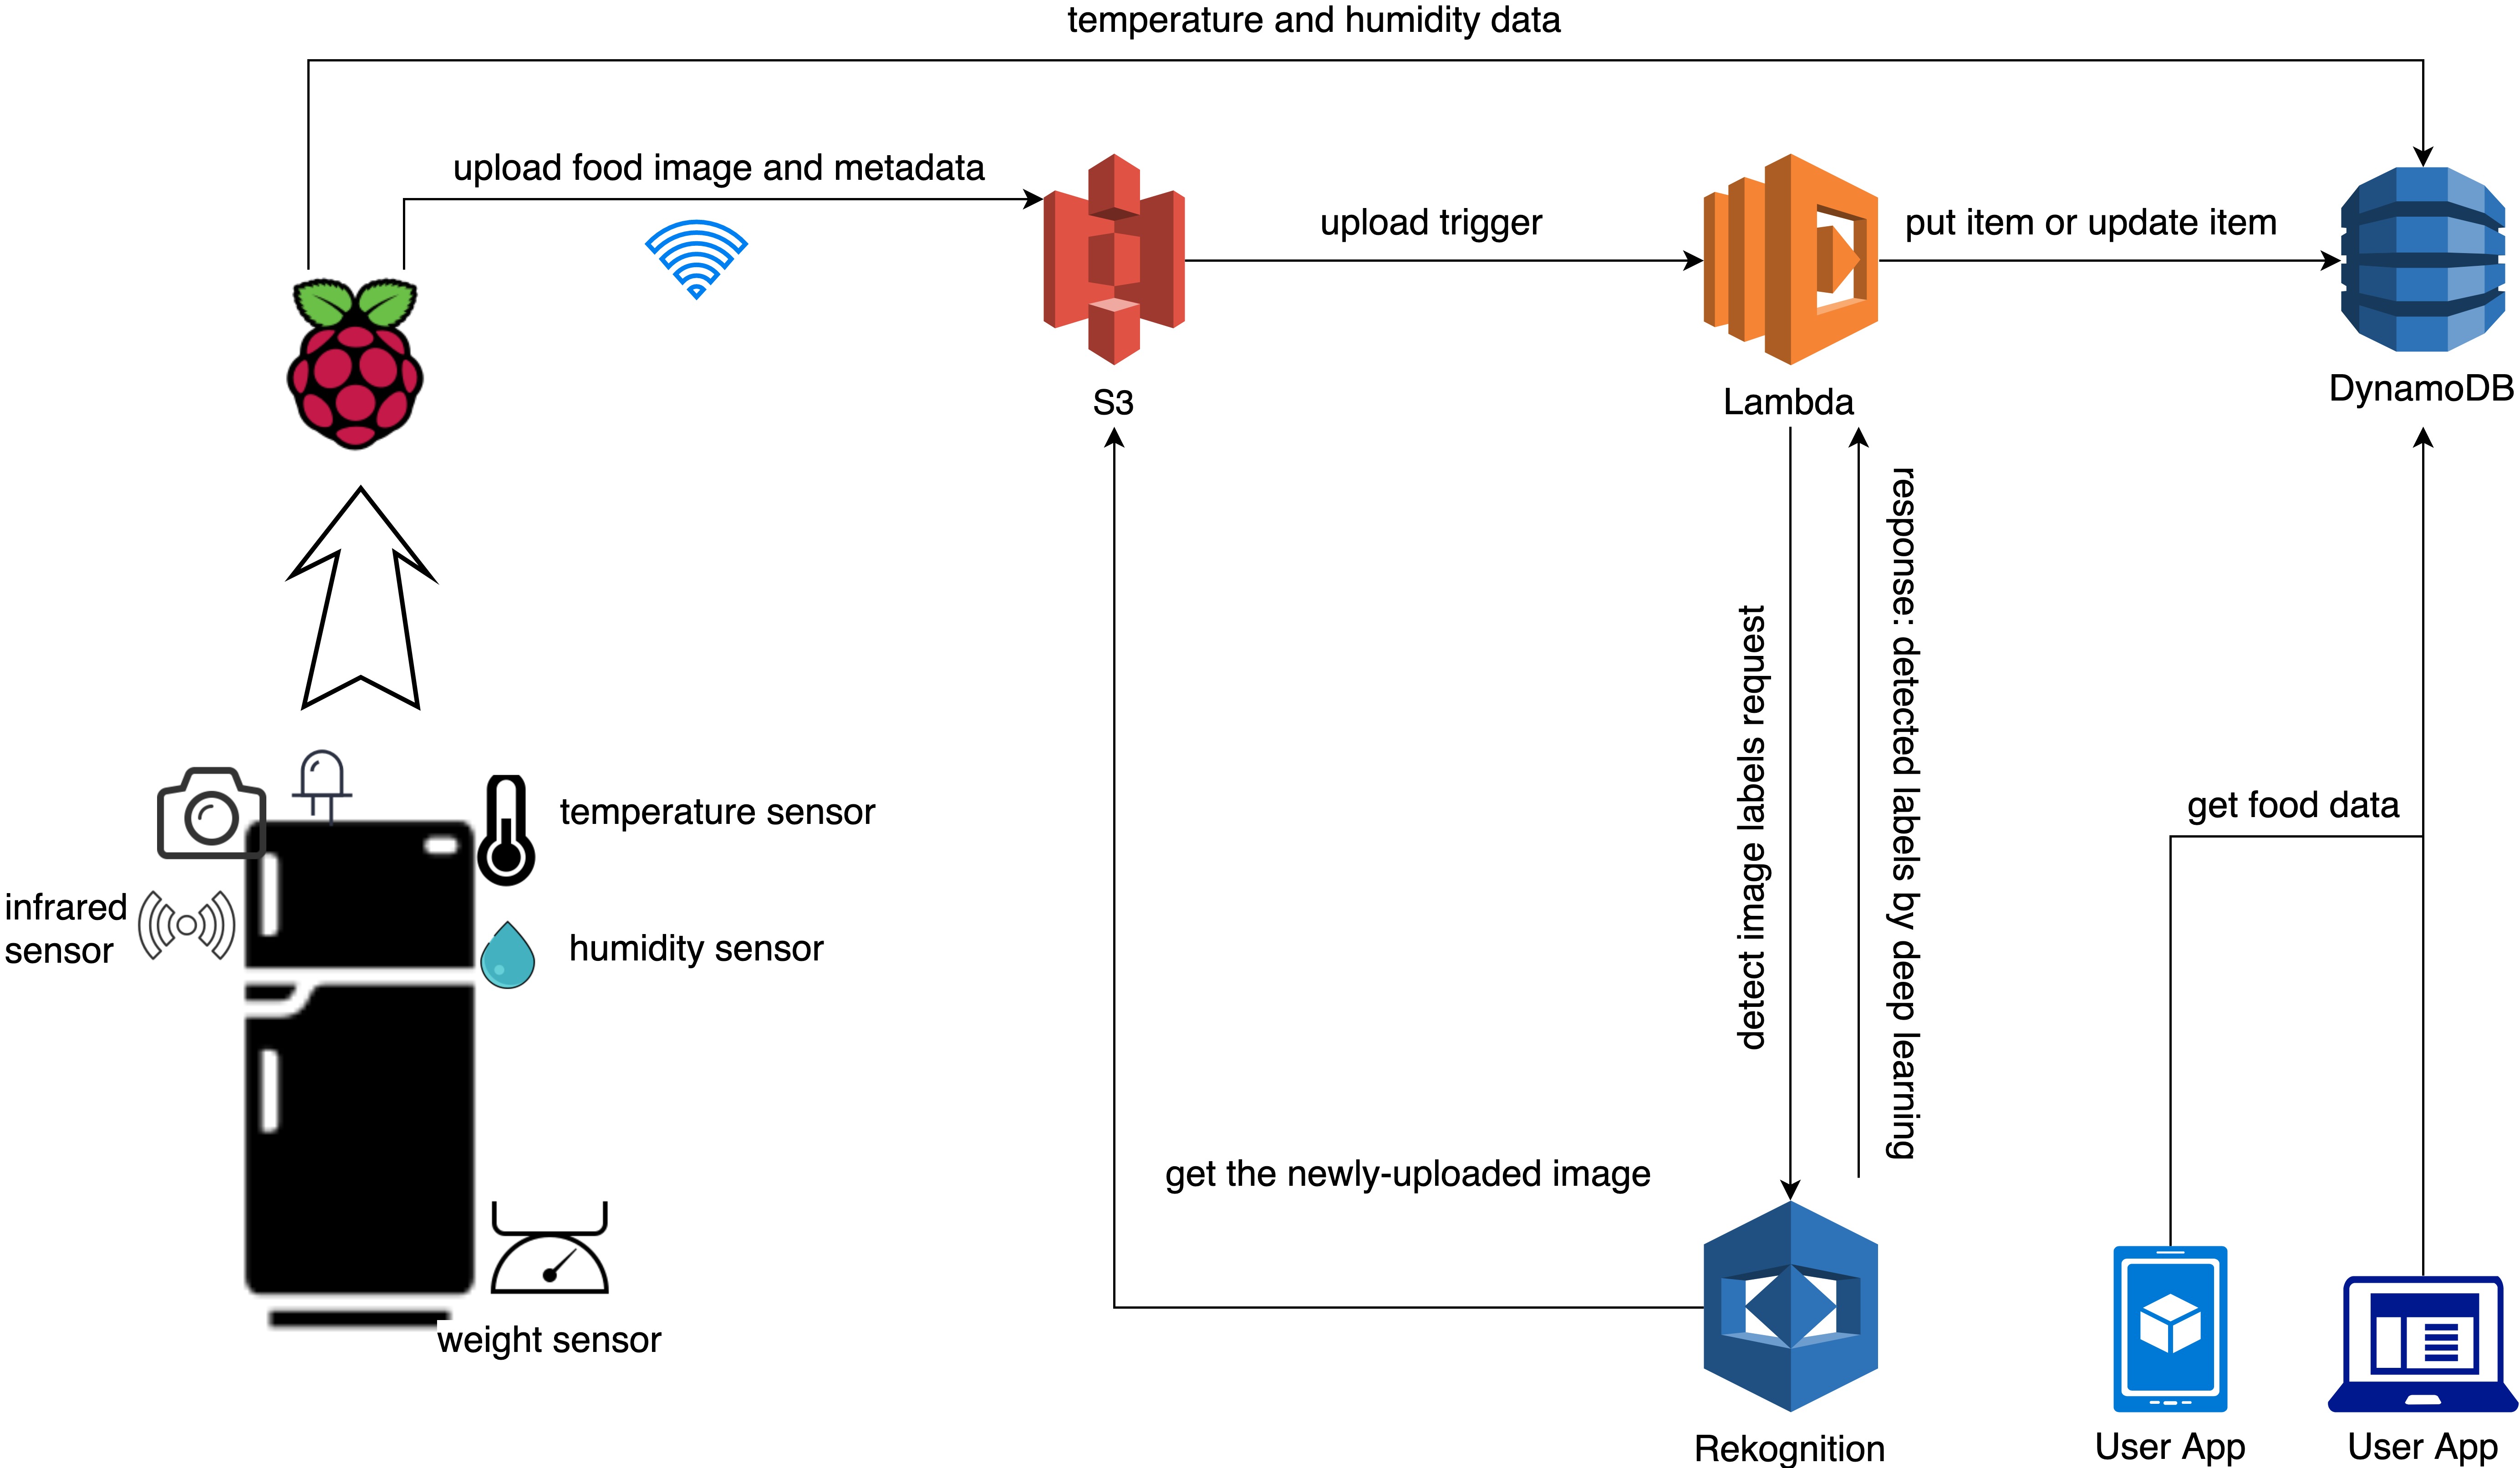 temperature and humidity data
upload food image and metadata
upload trigger
put item or update item
S3
Lambda
DynamoDB
detect image labels request
response: detected labels by deep learning
temperature sensor
get food data
infrared
sensor
humidity sensor
get the newly-uploaded image
weight sensor
Rekognition
User App
User App